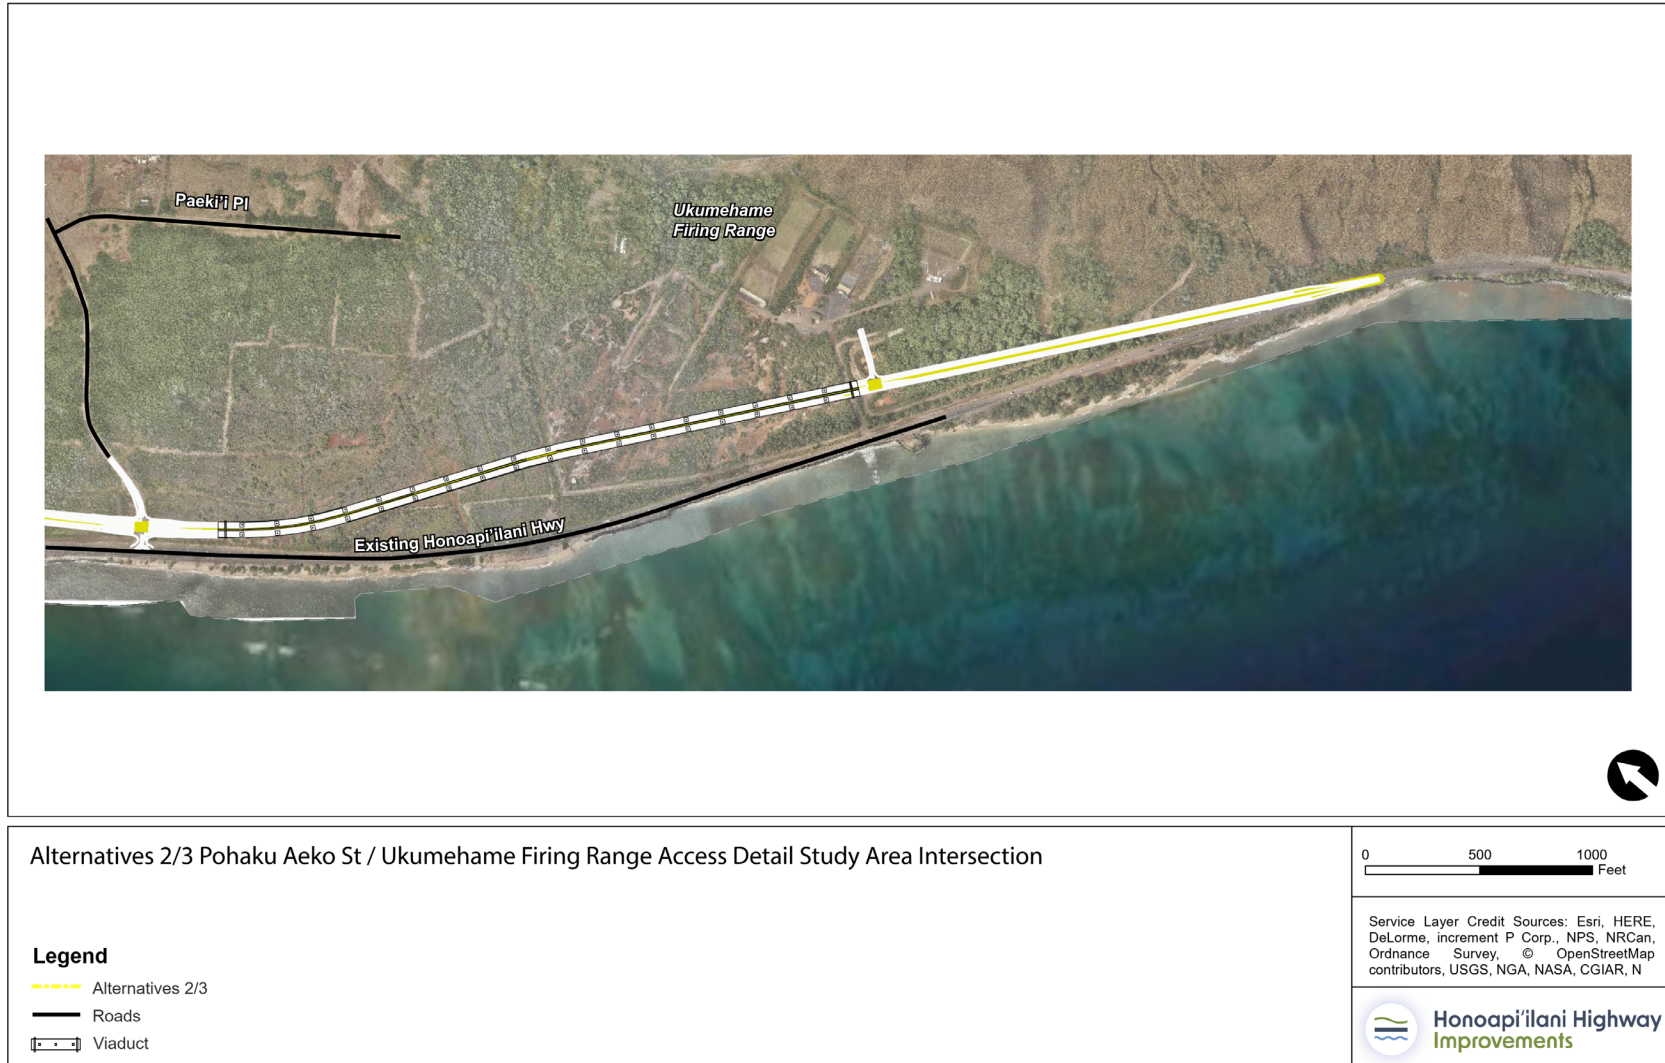 Paeki'i Pl
Ukumehame
Firing Range
Existing Honoapi'ilani Hwy
Alternatives 2/3 Pohaku Aeko St / Ukumehame Firing Range Access Detail Study Area Intersection
Legend
Alternatives 2/3
Roads
Viaduct
0 500 1000
Feet
Service Layer Credit Sources: Esri, HERE,
DeLorme, increment P Corp., NPS, NRCan,
Ordnance Survey, © OpenStreetMap
contributors, USGS, NGA, NASA, CGIAR, N
Honoapiʻilani Highway
Improvements